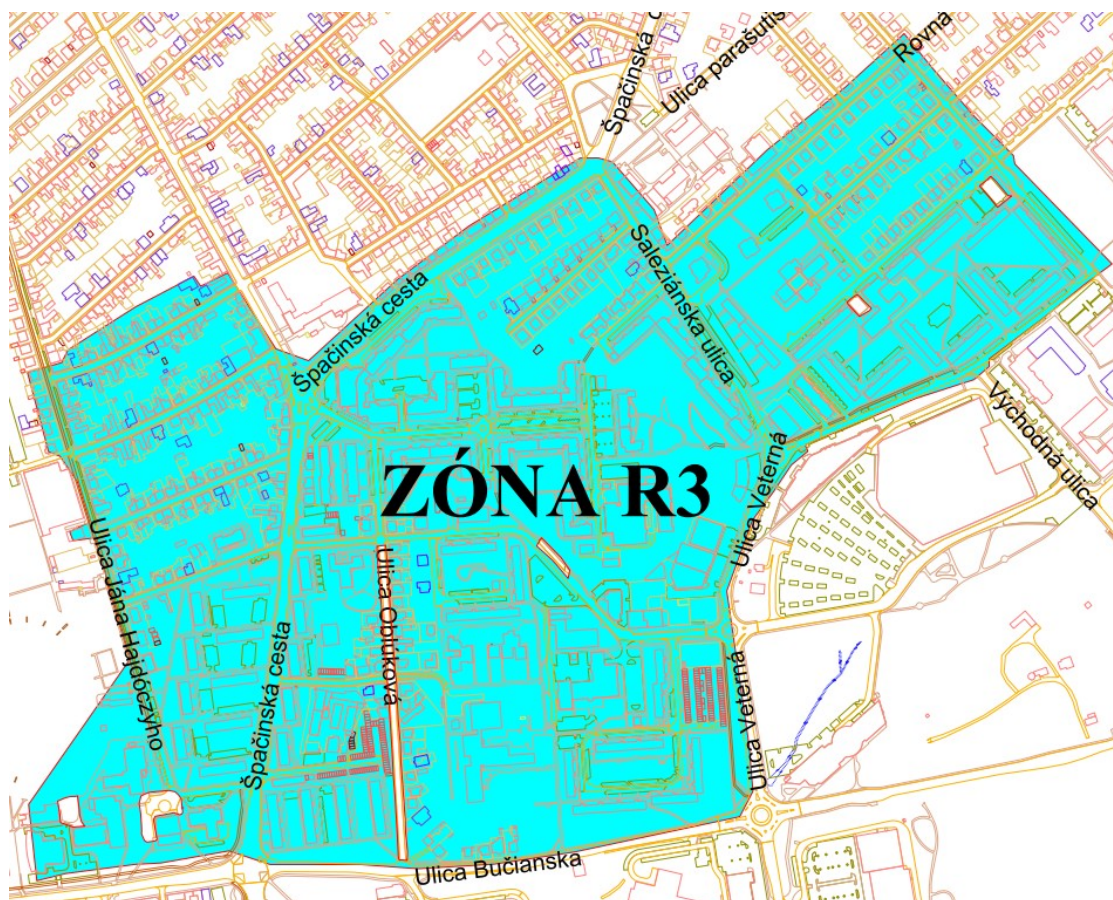 Špačinská c
Ulica parašutis
Rovná
Saleziánska ulica
Špačinská cesta
Východná ulica
Ulica Veterná
ZÓNA R3
Ulica Jána Hajdóczyho
Ulica Oblúková
Špačinská cesta
Ulica Veterná
Ulica Bučianska